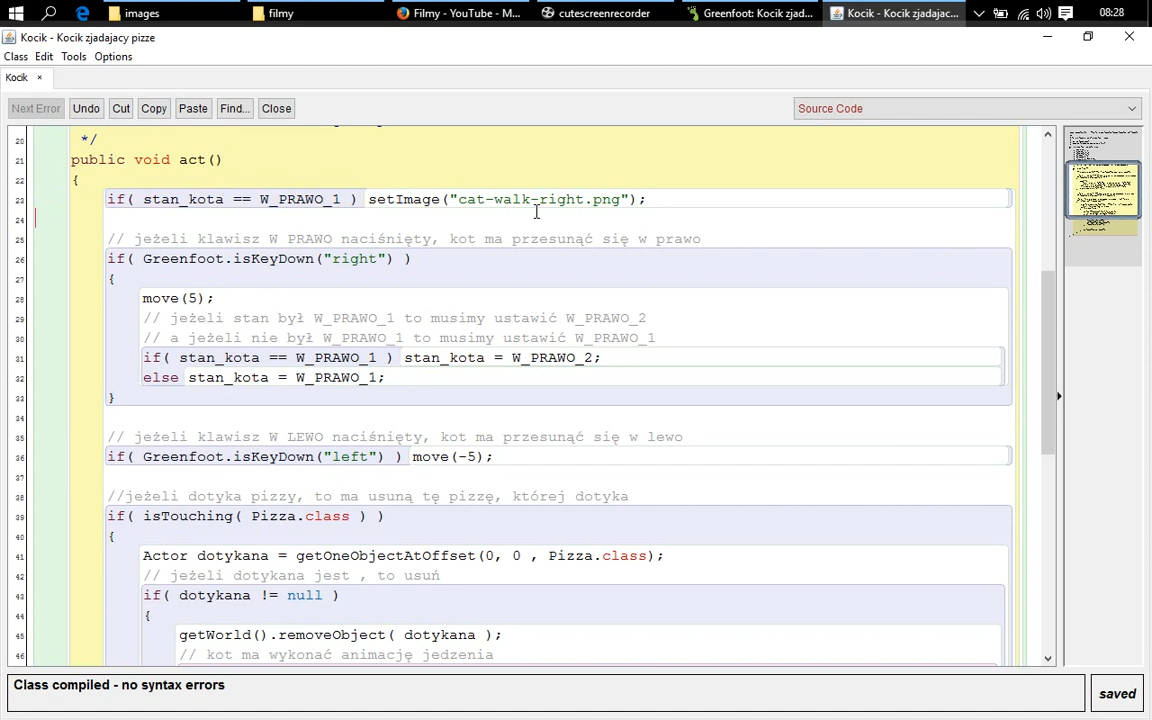 images
filmy
Filmy - YouTube - M...
cutescreenrecorder
Greenfoot: Kocik zjad...
Kocik - Kocik zjadajac...
08:28
Kocik - Kocik zjadajacy pizze
Class Edit Tools Options
Kocik ×
Next Error Undo Cut Copy Paste Find... Close Source Code
20 */
21 public void act()
22 {
23 if( stan_kota == W_PRAWO_1 ) setImage("cat-walk-right.png");
24
25 // jeżeli klawisz W PRAWO naciśnięty, kot ma przesunąć się w prawo
26 if( Greenfoot.isKeyDown("right") )
27 {
28 move(5);
29 // jeżeli stan był W_PRAWO_1 to musimy ustawić W_PRAWO_2
30 // a jeżeli nie był W_PRAWO_1 to musimy ustawić W_PRAWO_1
31 if( stan_kota == W_PRAWO_1 ) stan_kota = W_PRAWO_2;
32 else stan_kota = W_PRAWO_1;
33 }
34
35 // jeżeli klawisz W LEWO naciśnięty, kot ma przesunąć się w lewo
36 if( Greenfoot.isKeyDown("left") ) move(-5);
37
38 //jeżeli dotyka pizzy, to ma usuną tę pizzę, której dotyka
39 if( isTouching( Pizza.class ) )
40 {
41 Actor dotykana = getOneObjectAtOffset(0, 0 , Pizza.class);
42 // jeżeli dotykana jest , to usuń
43 if( dotykana != null )
44 {
45 getWorld().removeObject( dotykana );
46 // kot ma wykonać animację jedzenia
Class compiled - no syntax errors
saved